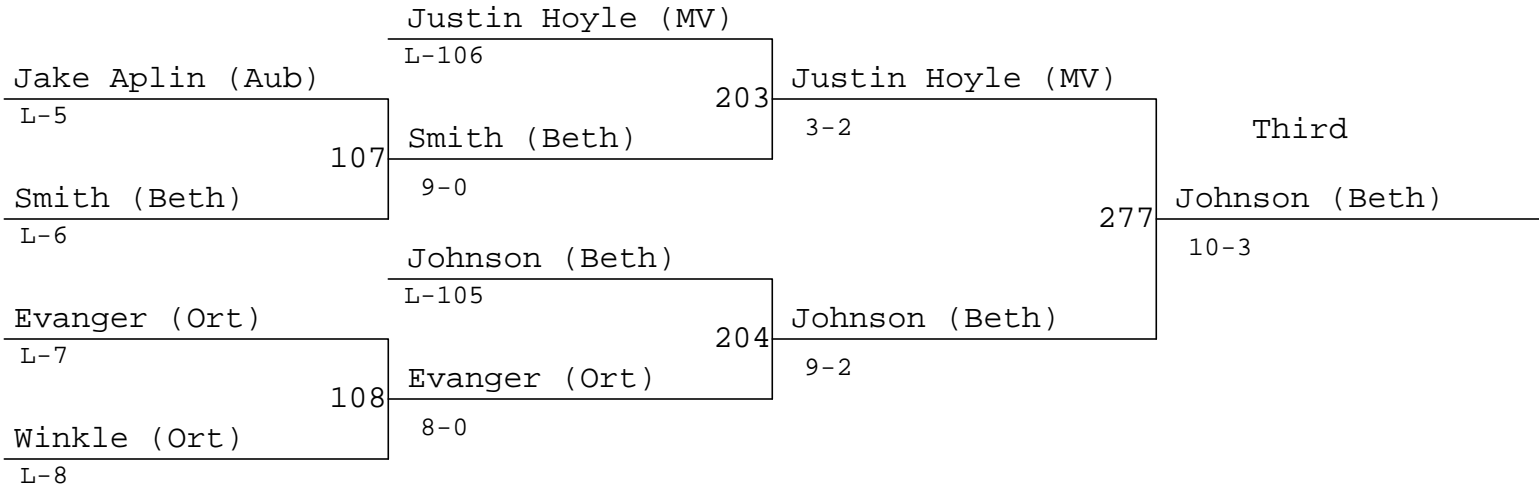 Justin Hoyle (MV)
L-106
Jake Aplin (Aub)
L-5
203
Justin Hoyle (MV)
3-2
Third
107
Smith (Beth)
9-0
Smith (Beth)
L-6
277
Johnson (Beth)
10-3
Johnson (Beth)
L-105
Evanger (Ort)
L-7
204
Johnson (Beth)
9-2
108
Evanger (Ort)
8-0
Winkle (Ort)
L-8